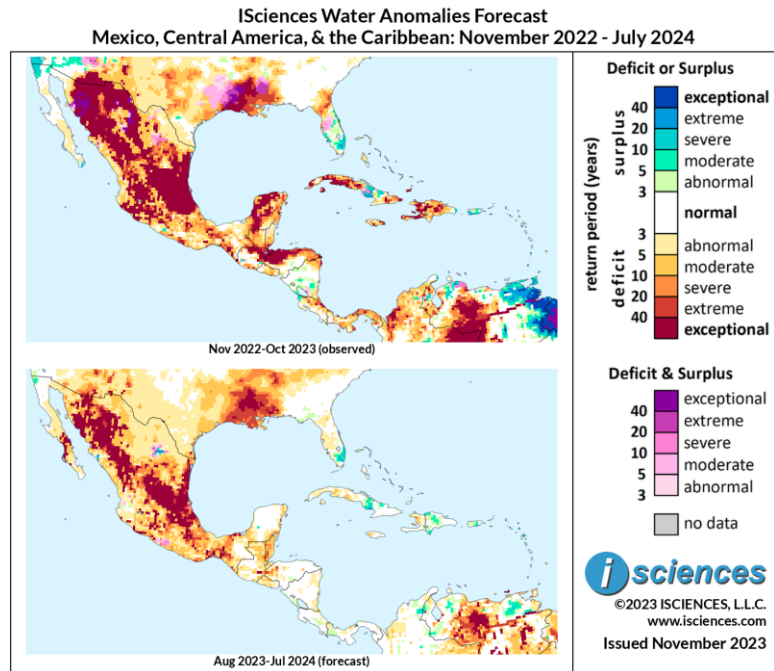 ISciences Water Anomalies Forecast
Mexico, Central America, & the Caribbean: November 2022 - July 2024
Nov 2022-Oct 2023 (observed)
Aug 2023-Jul 2024 (forecast)
Deficit or Surplus
return period (years)
surplus
deficit
exceptional
40
extreme
20
severe
10
moderate
5
abnormal
3
normal
3
abnormal
5
moderate
10
severe
20
extreme
40
exceptional
Deficit & Surplus
exceptional
40
extreme
20
severe
10
moderate
5
abnormal
3
no data
i sciences
©2023 ISCIENCES, L.L.C.
www.isciences.com
Issued November 2023